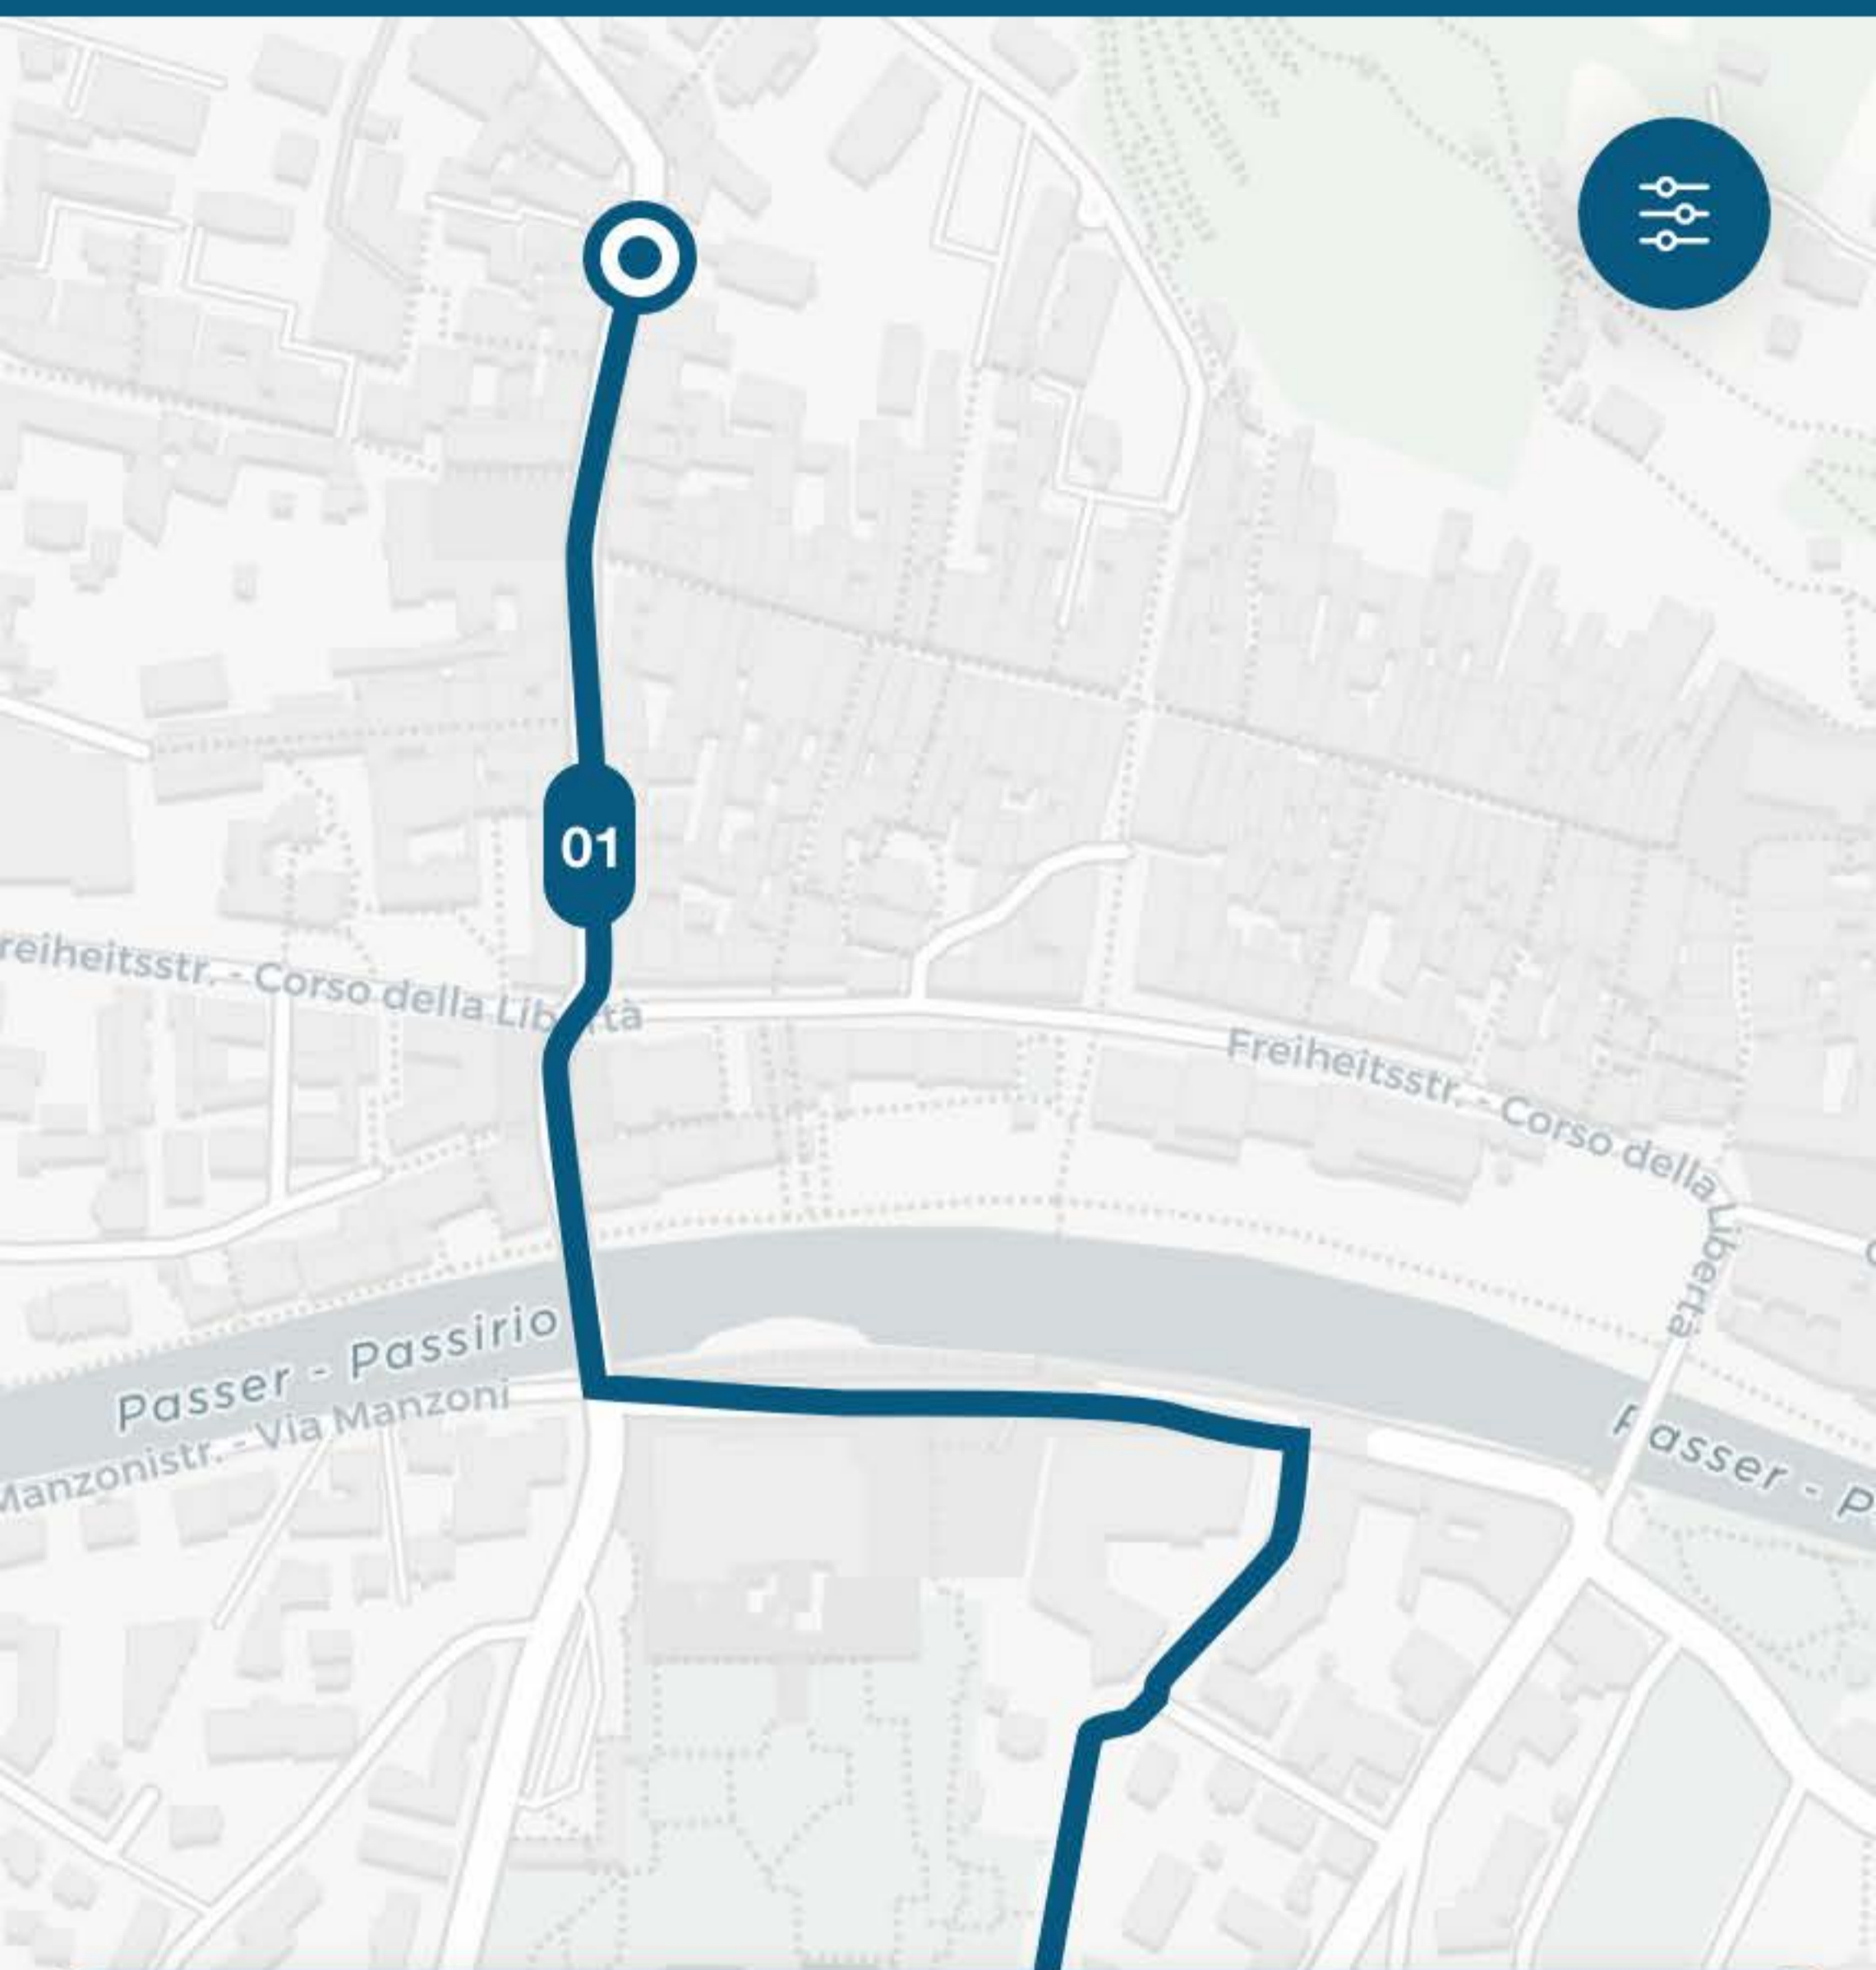 01
reiheitsstr. - Corso della Libertà
Freiheitsstr. - Corso della Libertà
Passer - Passirio
Manzonistr. - Via Manzoni
Passer - P